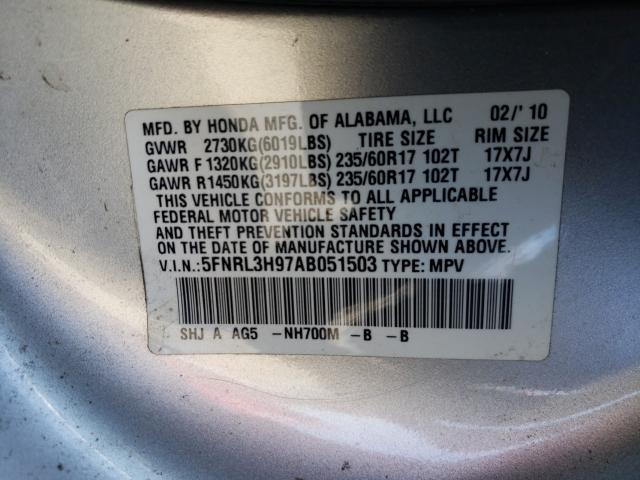 MFD. BY HONDA MFG. OF ALABAMA, LLC 02/' 10
GVWR 2730KG(6019LBS) TIRE SIZE RIM SIZE
GAWR F 1320KG(2910LBS) 235/60R17 102T 17X7J
GAWR R1450KG(3197LBS) 235/60R17 102T 17X7J
THIS VEHICLE CONFORMS TO ALL APPLICABLE
FEDERAL MOTOR VEHICLE SAFETY
AND THEFT PREVENTION STANDARDS IN EFFECT
ON THE DATE OF MANUFACTURE SHOWN ABOVE.
V.I.N.:5FNRL3H97AB051503 TYPE: MPV
SHJ A AG5 -NH700M -B -B